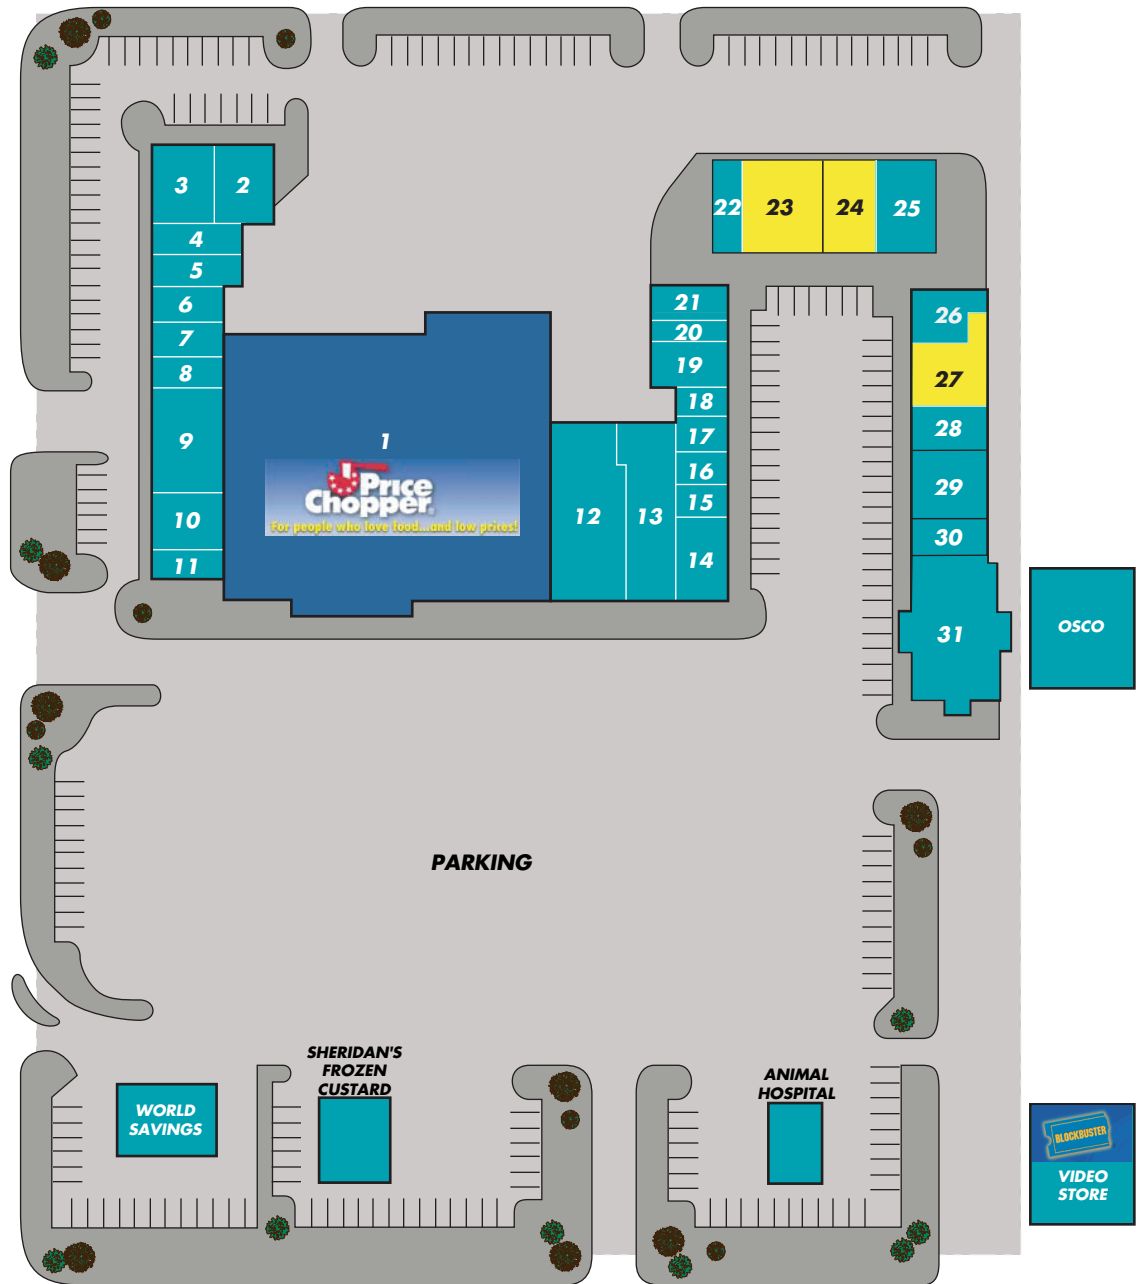 3 2
4
5
6
7
8
9
10
11
1
Price
Chopper
For people who love food...and low prices!
12 13
14
15
16
17
18
19
20
21
22 23 24 25
26
27
28
29
30
31
OSCO
PARKING
WORLD
SAVINGS
SHERIDAN'S
FROZEN
CUSTARD
ANIMAL
HOSPITAL
BLOCKBUSTER
VIDEO
STORE